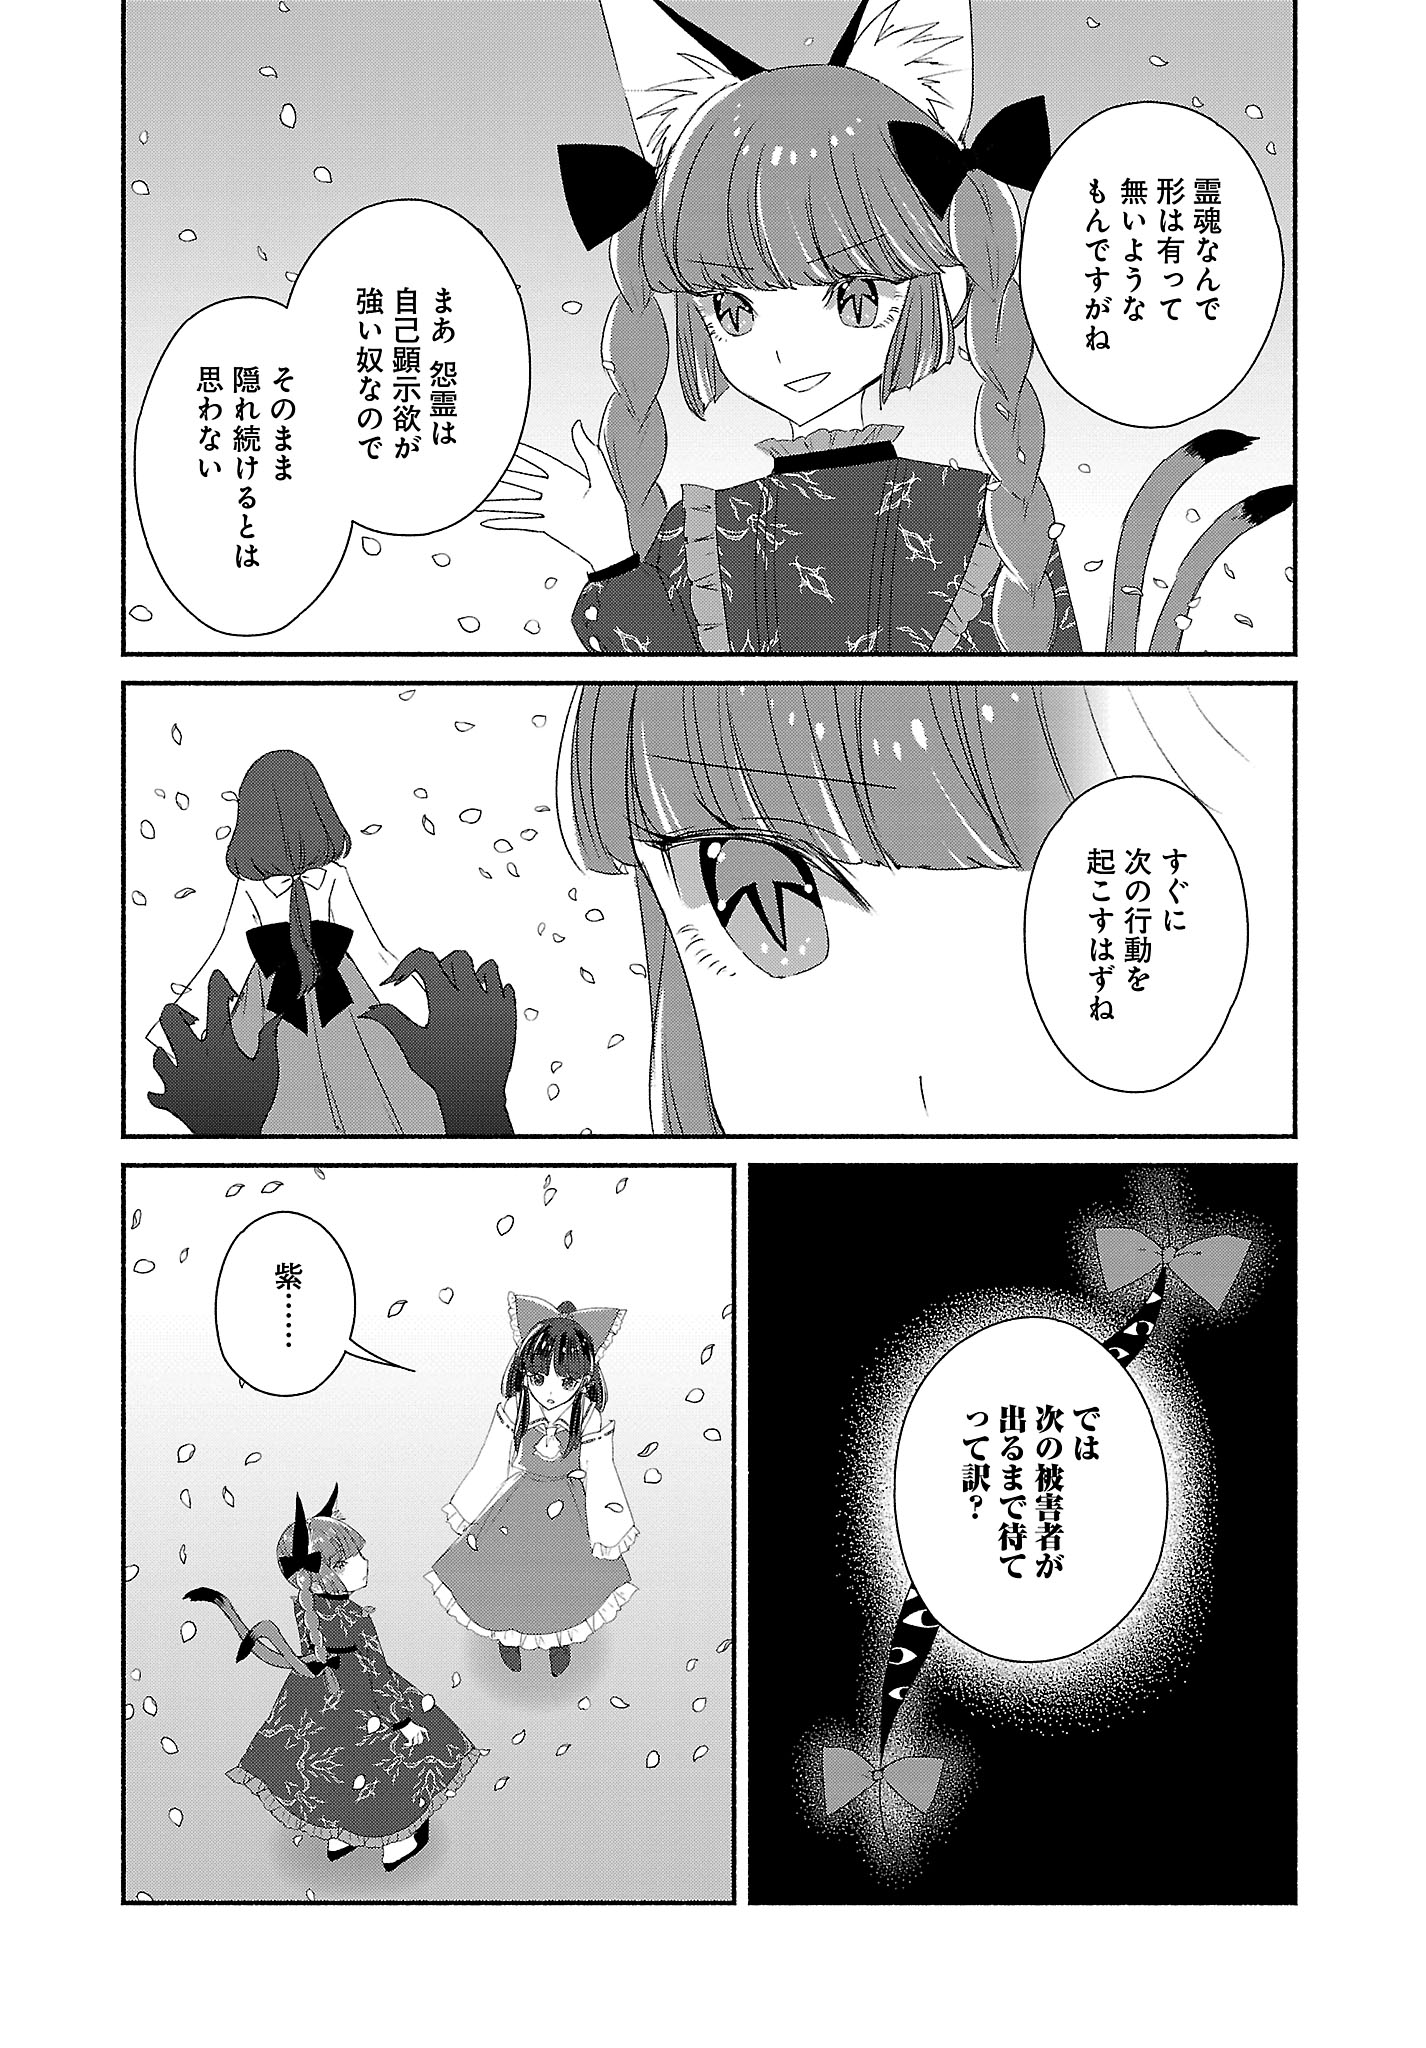 霊魂なんで
形は有って
無いような
もんですがね
まあ 怨霊は
自己顕示欲が
強い奴なので
そのまま
隠れ続けるとは
思わない
すぐに
次の行動を
起こすはずね
では
次の被害者が
出るまで待て
って訳?
紫……